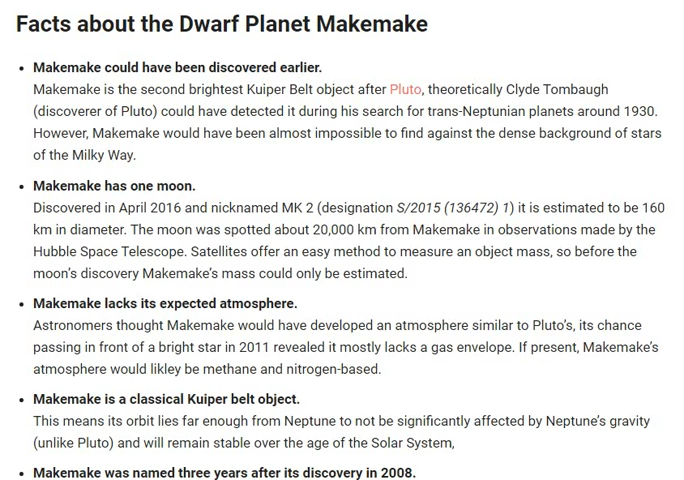 Facts about the Dwarf Planet Makemake
• Makemake could have been discovered earlier.
Makemake is the second brightest Kuiper Belt object after Pluto, theoretically Clyde Tombaugh
(discoverer of Pluto) could have detected it during his search for trans-Neptunian planets around 1930.
However, Makemake would have been almost impossible to find against the dense background of stars
of the Milky Way.
• Makemake has one moon.
Discovered in April 2016 and nicknamed MK 2 (designation S/2015 (136472) 1) it is estimated to be 160
km in diameter. The moon was spotted about 20,000 km from Makemake in observations made by the
Hubble Space Telescope. Satellites offer an easy method to measure an object mass, so before the
moon's discovery Makemake's mass could only be estimated.
• Makemake lacks its expected atmosphere.
Astronomers thought Makemake would have developed an atmosphere similar to Pluto's, its chance
passing in front of a bright star in 2011 revealed it mostly lacks a gas envelope. If present, Makemake's
atmosphere would likley be methane and nitrogen-based.
• Makemake is a classical Kuiper belt object.
This means its orbit lies far enough from Neptune to not be significantly affected by Neptune's gravity
(unlike Pluto) and will remain stable over the age of the Solar System,
• Makemake was named three years after its discovery in 2008.